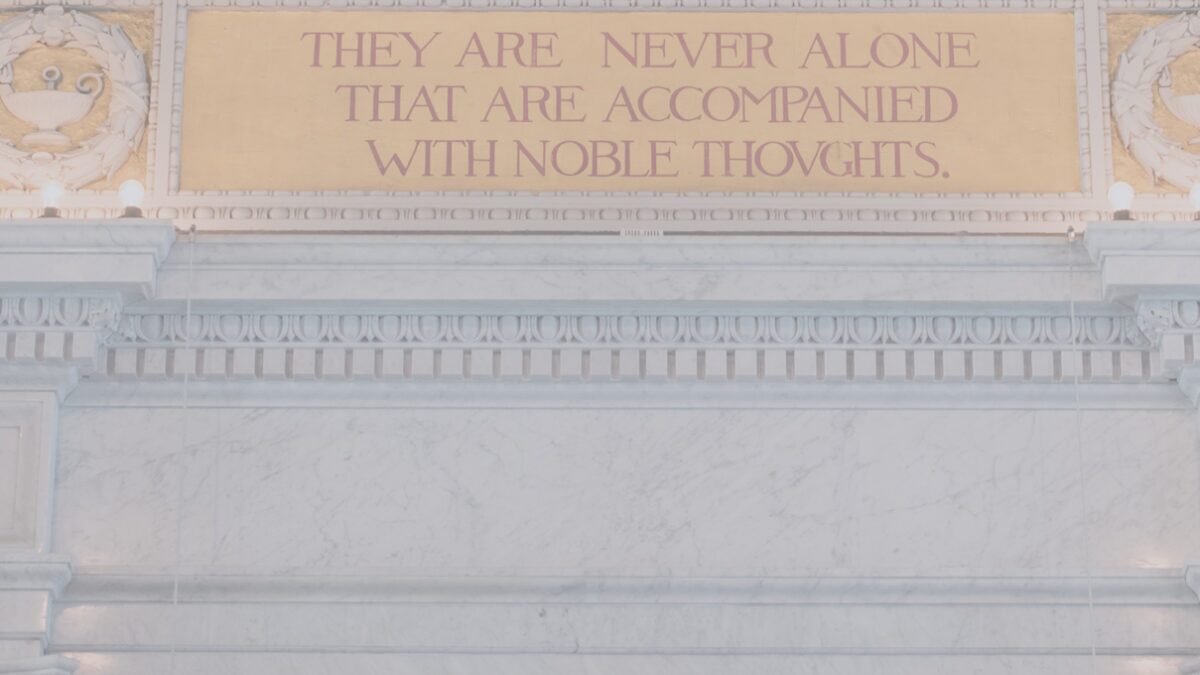 THEY ARE NEVER ALONE
THAT ARE ACCOMPANIED
WITH NOBLE THOVGHTS.